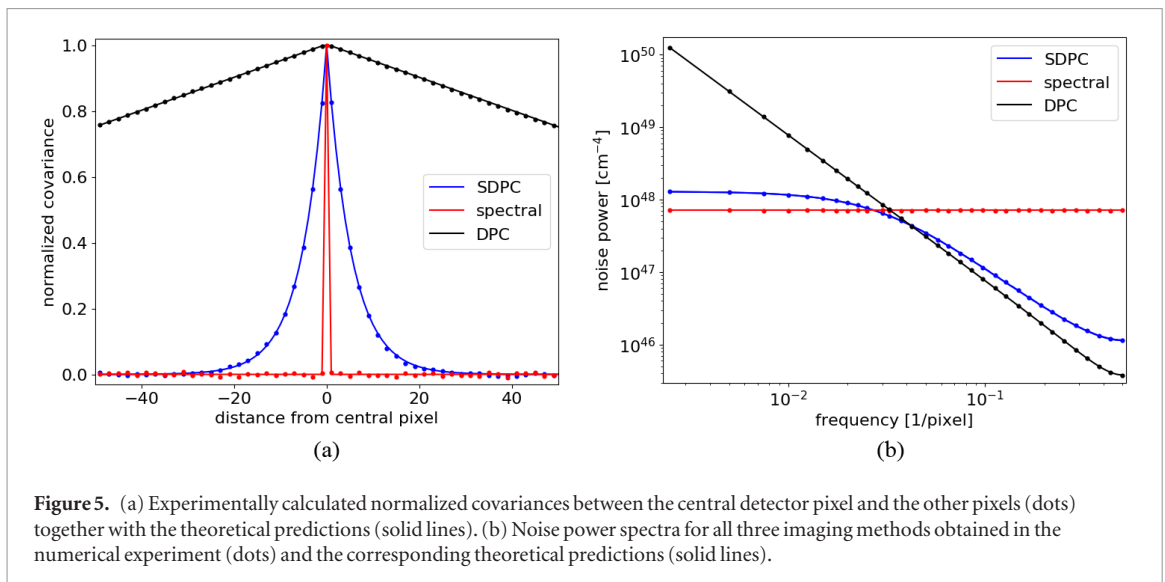 1.0
0.8
0.6
0.4
0.2
0.0
normalized covariance
SDPC
spectral
DPC
−40
−20
0
20
40
distance from central pixel
(a)
10^50
10^49
10^48
10^47
10^46
noise power [cm^−4]
SDPC
spectral
DPC
10^−2
10^−1
frequency [1/pixel]
(b)
Figure 5. (a) Experimentally calculated normalized covariances between the central detector pixel and the other pixels (dots)
together with the theoretical predictions (solid lines). (b) Noise power spectra for all three imaging methods obtained in the
numerical experiment (dots) and the corresponding theoretical predictions (solid lines).